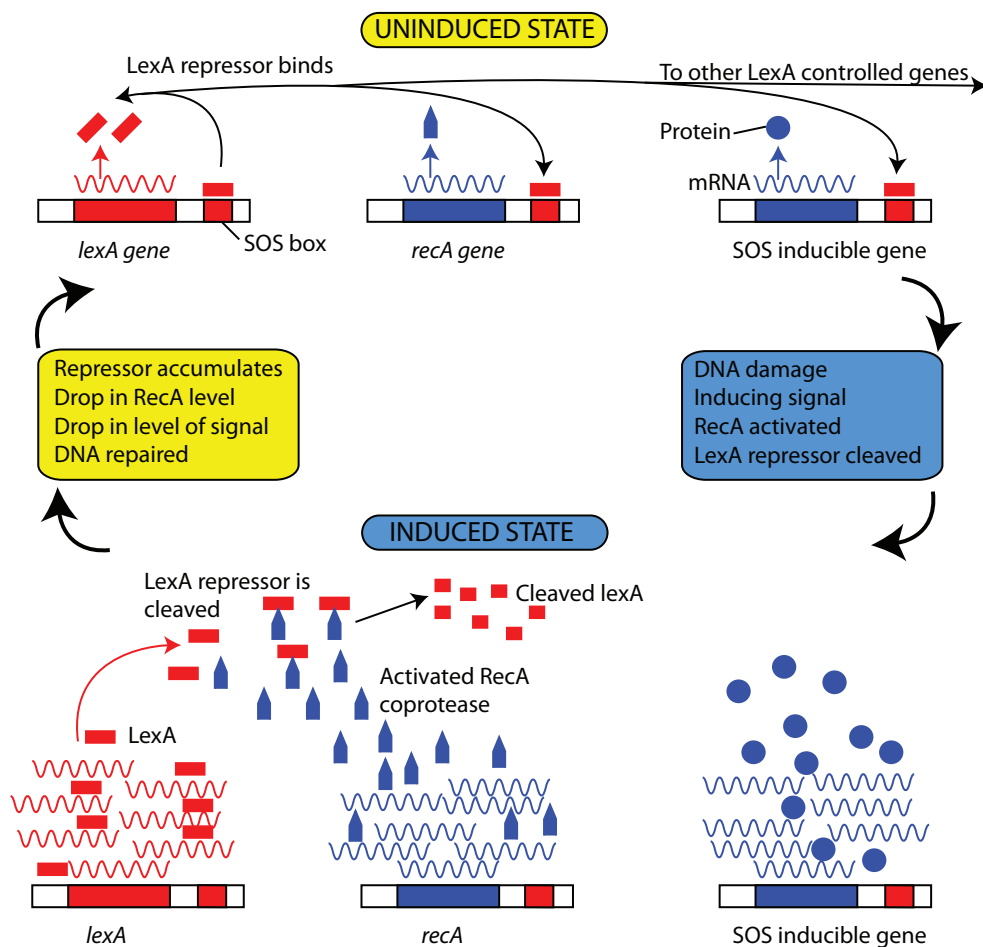 UNINDUCED STATE
LexA repressor binds
To other LexA controlled genes
Protein
mRNA
SOS box
lexA gene
recA gene
SOS inducible gene
Repressor accumulates
Drop in RecA level
Drop in level of signal
DNA repaired
DNA damage
Inducing signal
RecA activated
LexA repressor cleaved
INDUCED STATE
LexA repressor is
cleaved
Cleaved lexA
Activated RecA
coprotease
LexA
lexA
recA
SOS inducible gene